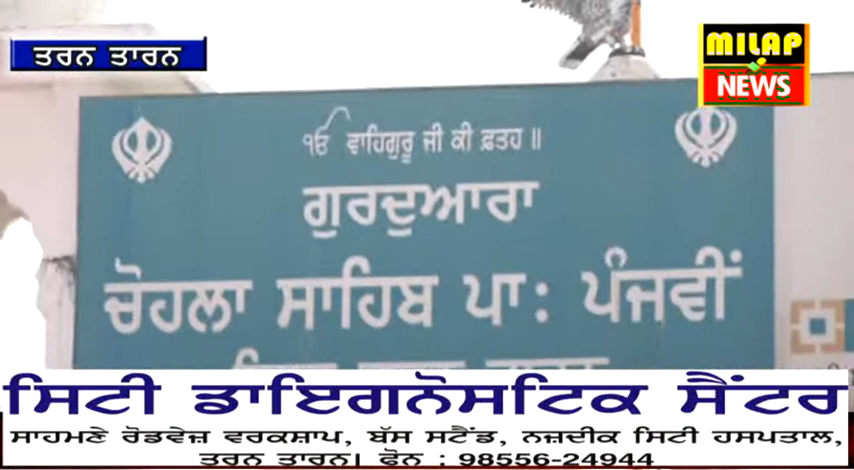 ਤਰਨ ਤਾਰਨ
MILAP
NEWS
ੴ ਵਾਹਿਗੁਰੂ ਜੀ ਕੀ ਫ਼ਤਹ ॥
ਗੁਰਦੁਆਰਾ
ਚੋਹਲਾ ਸਾਹਿਬ ਪਾ: ਪੰਜਵੀਂ
ਸਿਟੀ ਡਾਇਗਨੋਸਟਿਕ ਸੈਂਟਰ
ਸਾਹਮਣੇ ਰੋਡਵੇਜ਼ ਵਰਕਸ਼ਾਪ, ਬੱਸ ਸਟੈਂਡ, ਨਜ਼ਦੀਕ ਸਿਟੀ ਹਸਪਤਾਲ,
ਤਰਨ ਤਾਰਨ। ਫੋਨ : 98556-24944